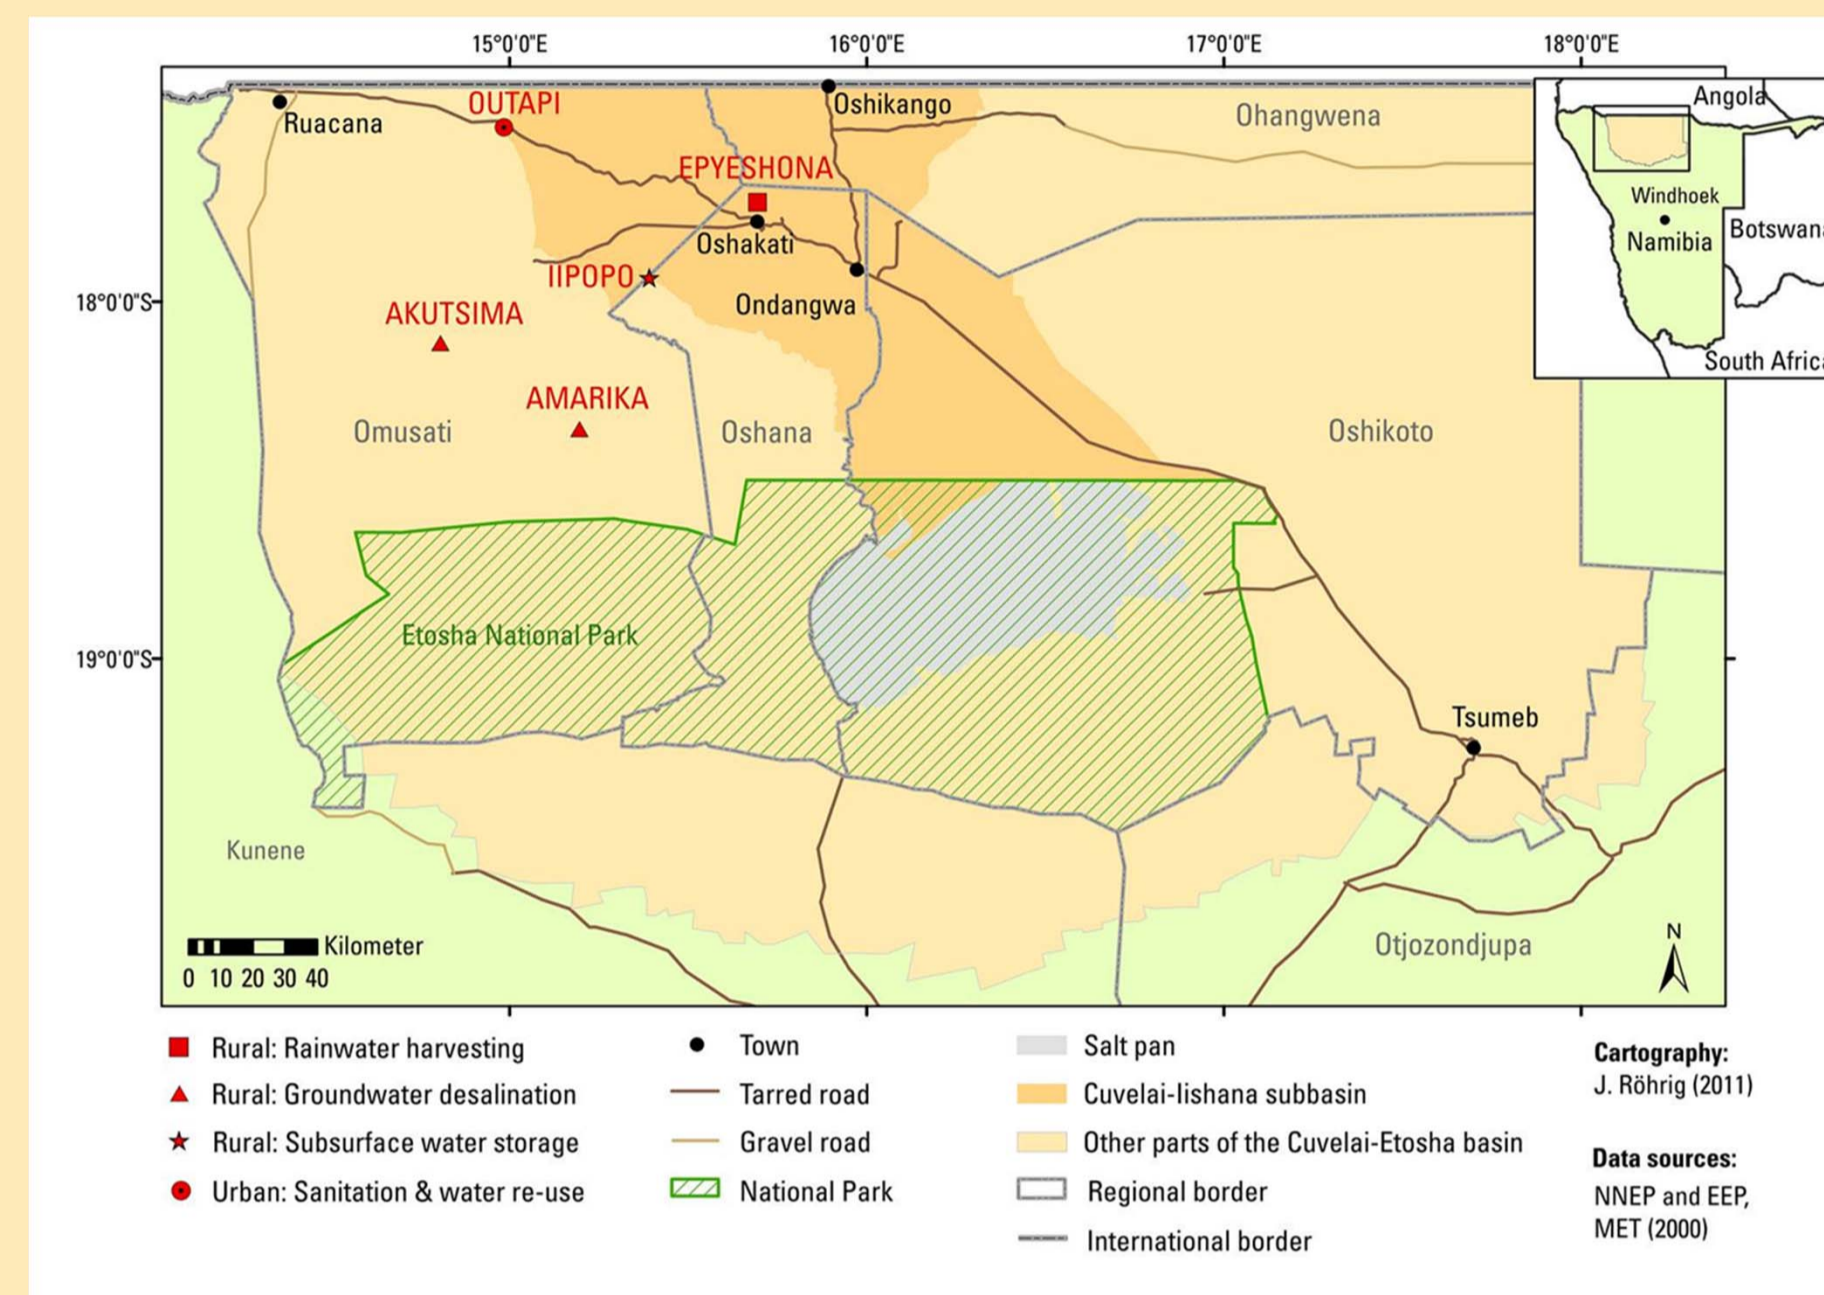 15°0'0"E
16°0'0"E
17°0'0"E
18°0'0"E
Ruacana
OUTAPI
Oshikango
Ohangwena
EPYESHONA
Oshakati
IIPOPO
Ondangwa
18°0'0"S
AKUTSIMA
AMARIKA
Omusati
Oshana
Oshikoto
Angola
Windhoek
Namibia
Botswan
South Afric
Etosha National Park
19°0'0"S
Tsumeb
Kunene
Otjozondjupa
N
Kilometer
0 10 20 30 40
Rural: Rainwater harvesting
Rural: Groundwater desalination
Rural: Subsurface water storage
Urban: Sanitation & water re-use
Town
Tarred road
Gravel road
National Park
Salt pan
Cuvelai-Iishana subbasin
Other parts of the Cuvelai-Etosha basin
Regional border
International border
Cartography:
J. Röhrig (2011)
Data sources:
NNEP and EEP,
MET (2000)